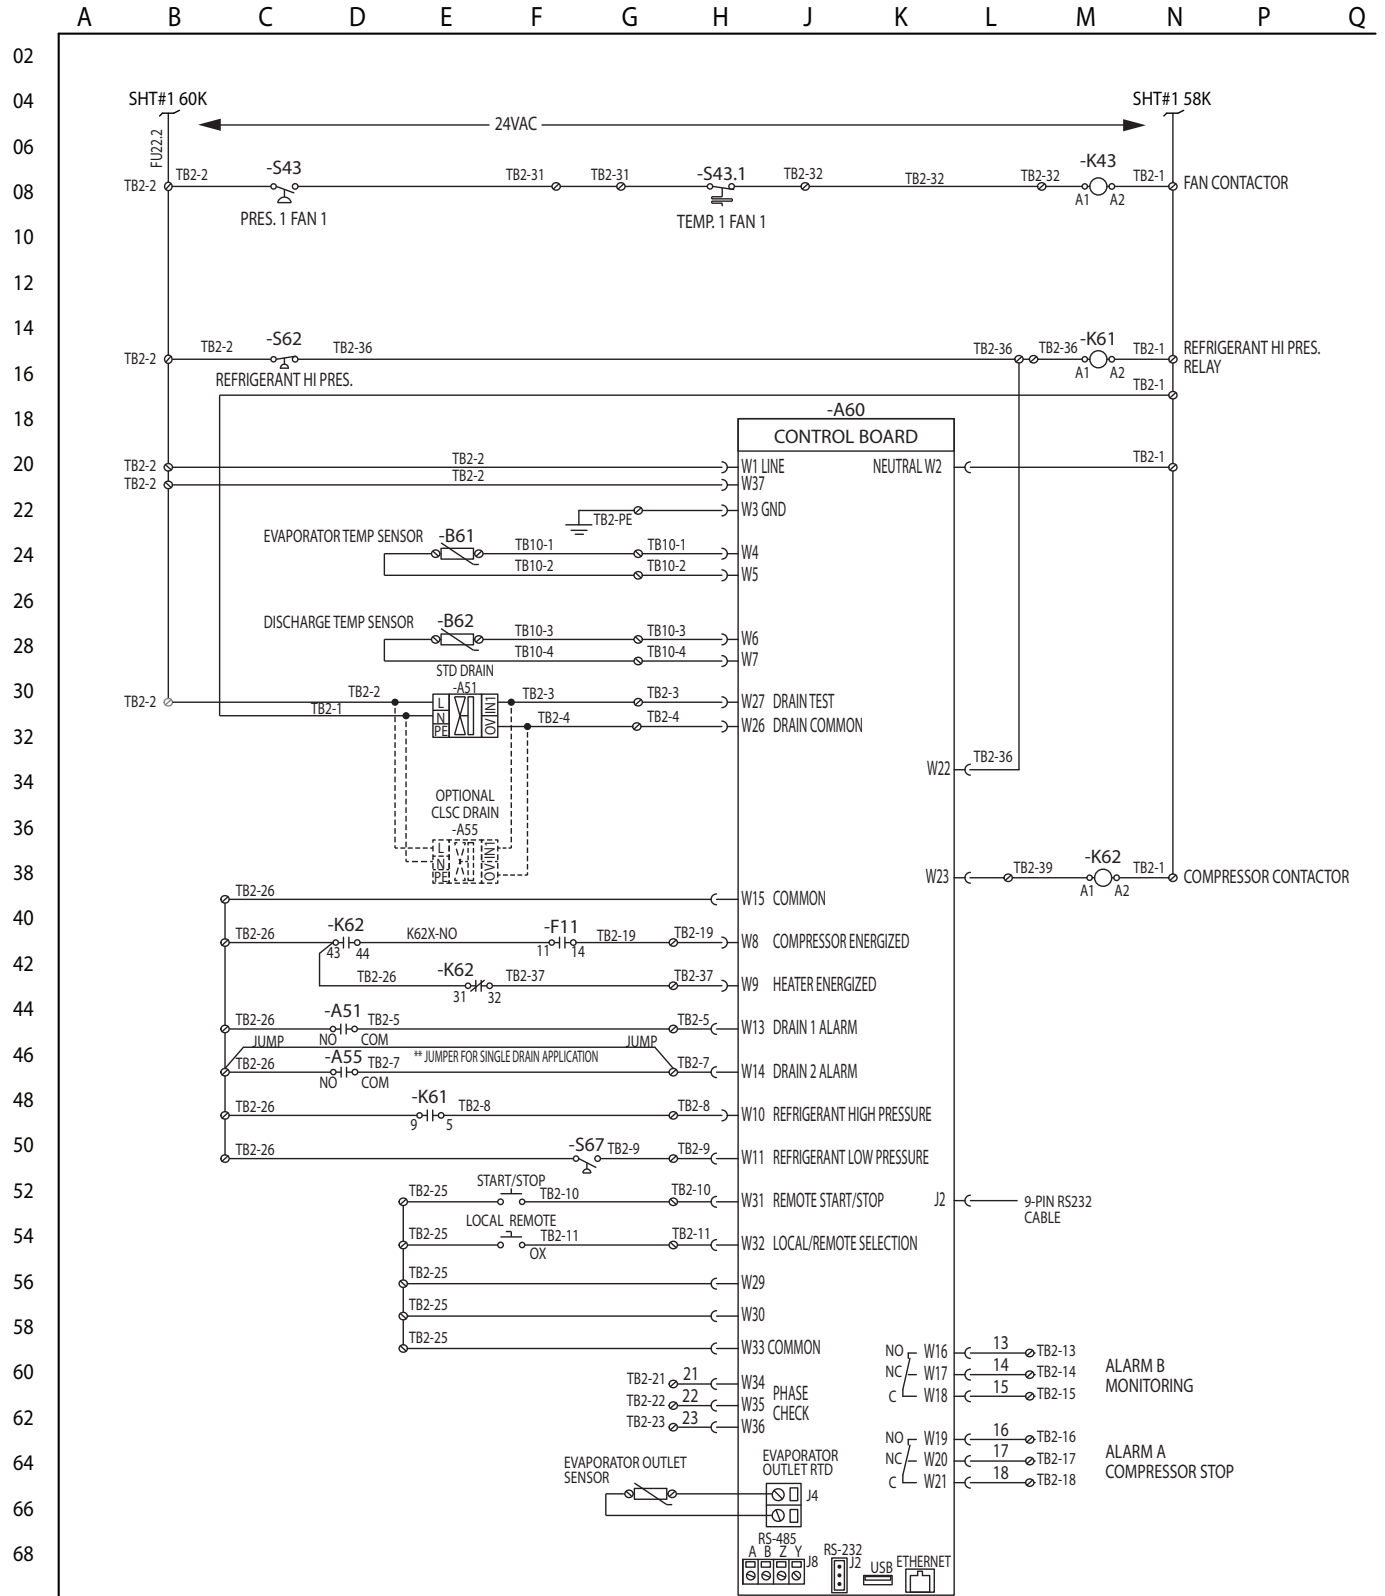 A B C D E F G H J K L M N P Q
02
04 SHT#1 60K SHT#1 58K
24VAC
06 FU22.2
TB2-2 TB2-2 -S43 TB2-31 TB2-31 -S43.1 TB2-32 TB2-32 TB2-32 -K43 TB2-1 FAN CONTACTOR
08 A1 A2
PRES. 1 FAN 1 TEMP. 1 FAN 1
10
12
14
TB2-2 TB2-2 -S62 TB2-36 TB2-36 TB2-36 -K61 TB2-1 REFRIGERANT HI PRES.
RELAY
16 REFRIGERANT HI PRES. A1 A2
TB2-1
18 -A60
CONTROL BOARD
20 TB2-2 TB2-2 W1 LINE NEUTRAL W2 TB2-1
TB2-2 TB2-2 W37
22 TB2-PE W3 GND
EVAPORATOR TEMP SENSOR -B61
24 TB10-1 TB10-1 W4
TB10-2 TB10-2 W5
26
DISCHARGE TEMP SENSOR -B62
28 TB10-3 TB10-3 W6
TB10-4 TB10-4 W7
STD DRAIN
-A51
30 TB2-2 TB2-2 L IN1 TB2-3 TB2-3 W27 DRAIN TEST
TB2-1 N 0V TB2-4 TB2-4 W26 DRAIN COMMON
PE
32
W22 TB2-36
34
OPTIONAL
CLSC DRAIN
36 -A55
L IN1
N 0V
PE
38 W23 TB2-39 -K62 TB2-1 COMPRESSOR CONTACTOR
A1 A2
TB2-26 W15 COMMON
40
TB2-26 -K62 K62X-NO -F11 TB2-19 TB2-19 W8 COMPRESSOR ENERGIZED
43 44 11 14
42
TB2-26 -K62 TB2-37 TB2-37 W9 HEATER ENERGIZED
31 32
44
TB2-26 -A51 TB2-5 TB2-5 W13 DRAIN 1 ALARM
NO COM
JUMP JUMP
46 ** JUMPER FOR SINGLE DRAIN APPLICATION
TB2-26 -A55 TB2-7 TB2-7 W14 DRAIN 2 ALARM
NO COM
48
TB2-26 -K61 TB2-8 TB2-8 W10 REFRIGERANT HIGH PRESSURE
9 5
50
TB2-26 -S67 TB2-9 TB2-9 W11 REFRIGERANT LOW PRESSURE
52 START/STOP
TB2-25 TB2-10 TB2-10 W31 REMOTE START/STOP J2 9-PIN RS232
CABLE
54 LOCAL REMOTE
TB2-25 TB2-11 TB2-11 W32 LOCAL/REMOTE SELECTION
OX
56 TB2-25 W29
TB2-25 W30
58
TB2-25 W33 COMMON
NO W16 13 TB2-13
60 NC W17 14 TB2-14 ALARM B
MONITORING
C W18 15 TB2-15
TB2-21 21 W34
TB2-22 22 W35 PHASE
CHECK
62 TB2-23 23 W36
NO W19 16 TB2-16
64 NC W20 17 TB2-17 ALARM A
COMPRESSOR STOP
C W21 18 TB2-18
EVAPORATOR OUTLET
SENSOR
EVAPORATOR
OUTLET RTD
J4
66
68 RS-485
A B Z Y J8
RS-232
J2
USB
ETHERNET